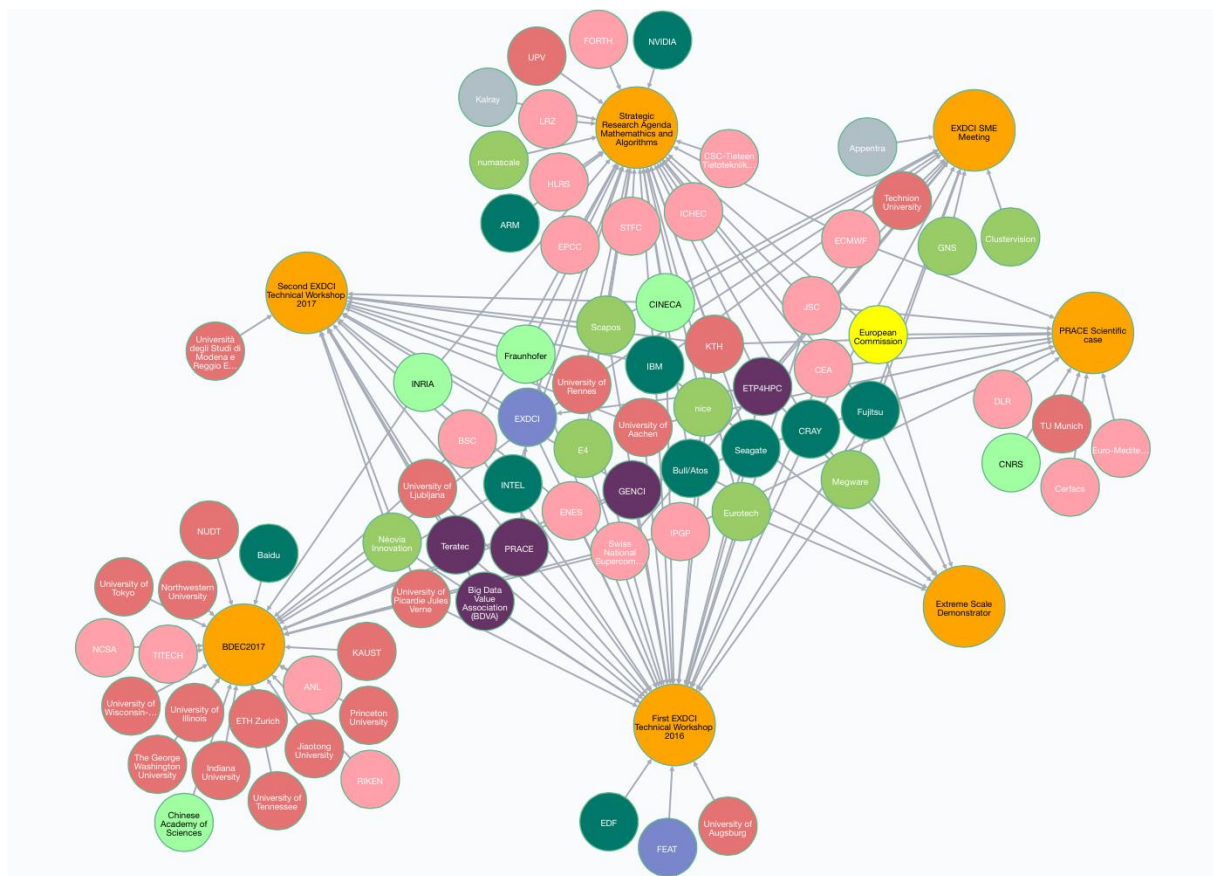 FORTH
NVIDIA
UPV
Kalray
LRZ
Strategic
Research Agenda
Mathemathics and
Algorithms
EXDCI SME
Meeting
Appentra
numascale
CSC-Tieteen
Tietotekniik...
HLRS
Technion
University
ICHEC
ARM
STFC
ECMWF
GNS
Clustervision
EPCC
Second EXDCI
Technical Workshop
2017
CINECA
JSC
Scapos
European
Commission
PRACE Scientific
case
Università
degli Studi di
Modena e
Reggio E...
Fraunhofer
KTH
IBM
CEA
INRIA
University of
Rennes
ETP4HPC
DLR
nice
Fujitsu
EXDCI
TU Munich
University of
Aachen
CRAY
BSC
E4
Seagate
Euro-Medite...
CNRS
Bull/Atos
Megware
INTEL
University of
Ljubljana
GENCI
Cerfacs
ENES
Eurotech
NUDT
IPGP
Néovia
Innovation
Teratec
PRACE
Swiss
National
Supercom...
Baidu
University of
Tokyo
Northwestern
University
University of
Picardie Jules
Verne
Big Data
Value
Association
(BDVA)
Extreme Scale
Demonstrator
BDEC2017
NCSA
TITECH
KAUST
ANL
University of
Wisconsin-...
University of
Illinois
ETH Zurich
Princeton
University
First EXDCI
Technical Workshop
2016
Jiaotong
University
The George
Washington
University
Indiana
University
RIKEN
University of
Tennessee
Chinese
Academy of
Sciences
EDF
University of
Augsburg
FEAT